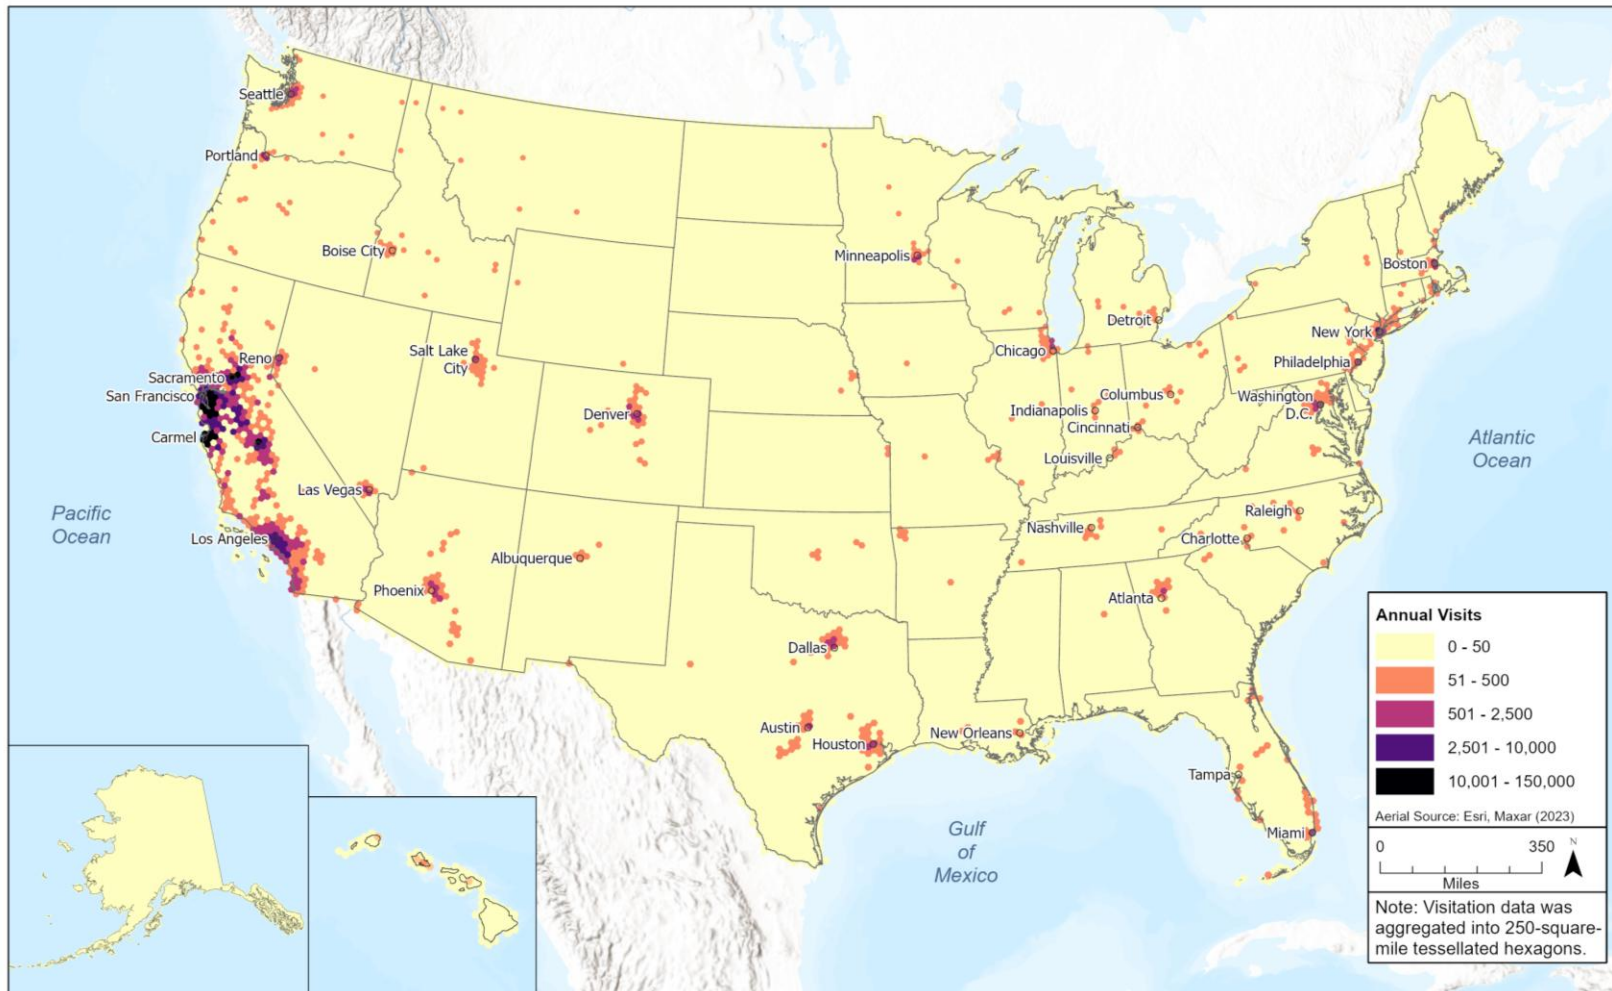 Seattle
Portland
Boise City
Minneapolis
Boston
Detroit
New York
Chicago
Philadelphia
Reno
Salt Lake
City
Sacramento
San Francisco
Columbus
Washington
D.C.
Denver
Indianapolis
Cincinnati
Carmel
Louisville
Atlantic
Ocean
Las Vegas
Pacific
Ocean
Raleigh
Nashville
Charlotte
Los Angeles
Albuquerque
Phoenix
Atlanta
Dallas
Austin
Houston
New Orleans
Tampa
Miami
Gulf
of
Mexico
Annual Visits
0 - 50
51 - 500
501 - 2,500
2,501 - 10,000
10,001 - 150,000
Aerial Source: Esri, Maxar (2023)
0 350
N
Miles
Note: Visitation data was
aggregated into 250-square-
mile tessellated hexagons.